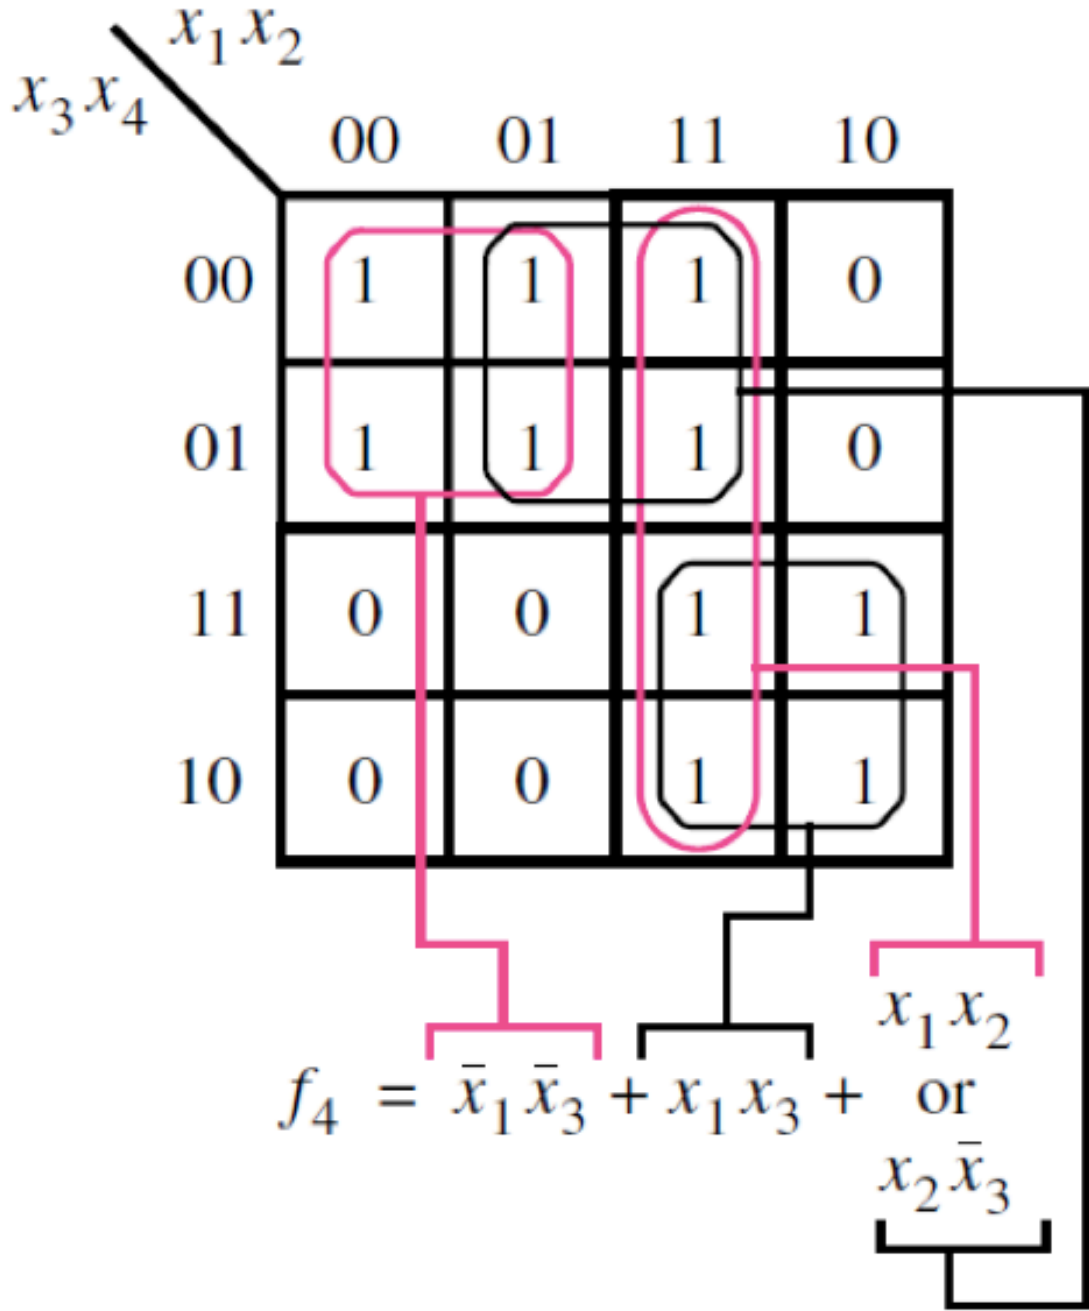 x₁x₂
x₃x₄
00 01 11 10
00 1 1 1 0
01 1 1 1 0
11 0 0 1 1
10 0 0 1 1
x₁x₂
f₄ = x̄₁x̄₃ + x₁x₃ + or
x₂x̄₃